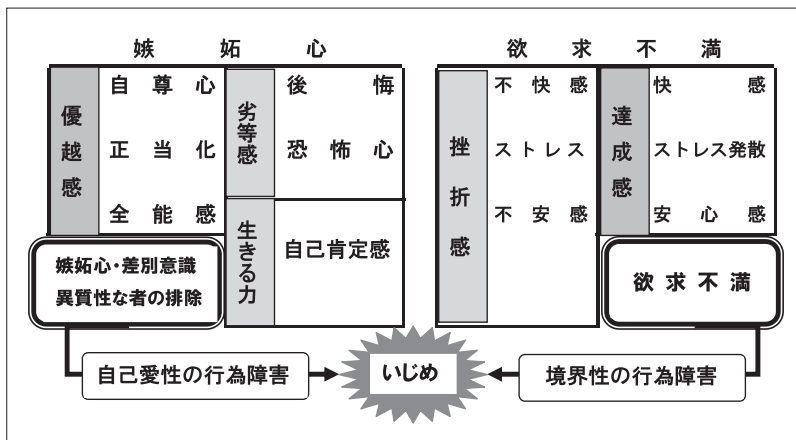 嫉妬心
優越感
自尊心
正当化
全能感
劣等感
後悔
恐怖心
生きる力
自己肯定感
嫉妬心・差別意識
異質性な者の排除
自己愛性の行為障害
欲求不満
挫折感
不快感
ストレス
不安感
達成感
快感
ストレス発散
安心感
欲求不満
境界性の行為障害
いじめ